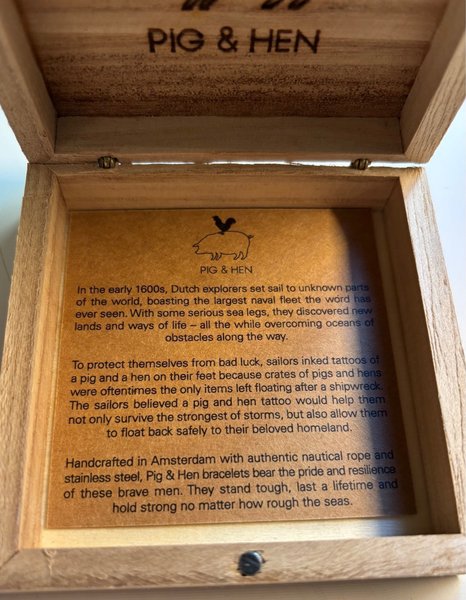 PIG & HEN
PIG & HEN
In the early 1600s, Dutch explorers set sail to unknown parts
of the world, boasting the largest naval fleet the word has
ever seen. With some serious sea legs, they discovered new
lands and ways of life – all the while overcoming oceans of
obstacles along the way.
To protect themselves from bad luck, sailors inked tattoos of
a pig and a hen on their feet because crates of pigs and hens
were oftentimes the only items left floating after a shipwreck.
The sailors believed a pig and hen tattoo would help them
not only survive the strongest of storms, but also allow them
to float back safely to their beloved homeland.
Handcrafted in Amsterdam with authentic nautical rope and
stainless steel, Pig & Hen bracelets bear the pride and resilience
of these brave men. They stand tough, last a lifetime and
hold strong no matter how rough the seas.